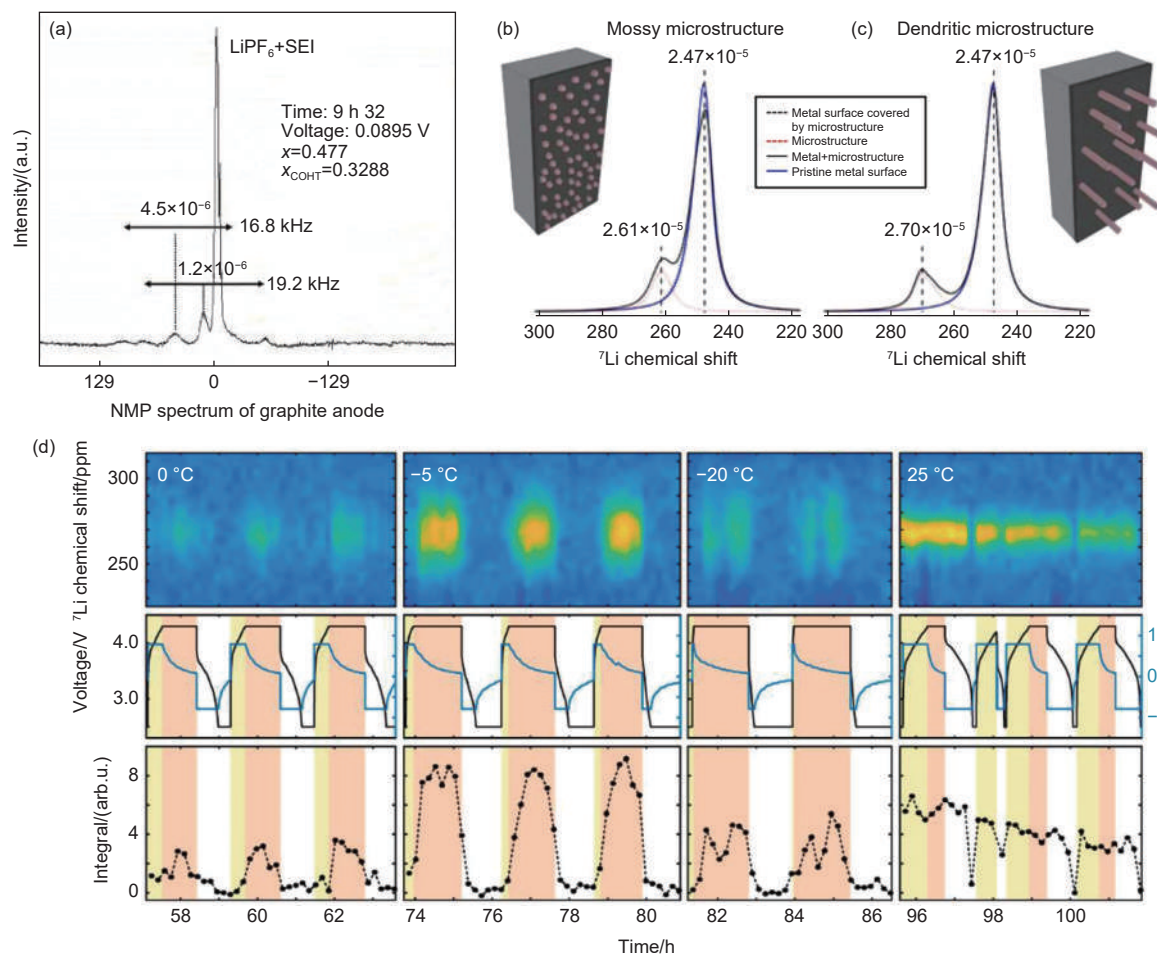 (a)
LiPF6+SEI
Time: 9 h 32
Voltage: 0.0895 V
x=0.477
xCOHT=0.3288
4.5×10−6
16.8 kHz
1.2×10−6
19.2 kHz
Intensity/(a.u.)
129 0 −129
NMP spectrum of graphite anode
(b) Mossy microstructure
2.47×10−5
2.61×10−5
300 280 260 240 220
7Li chemical shift
Metal surface covered
by microstructure
Microstructure
Metal+microstructure
Pristine metal surface
(c) Dendritic microstructure
2.47×10−5
2.70×10−5
300 280 260 240 220
7Li chemical shift
(d)
7Li chemical shift/ppm
300
250
0 °C
−5 °C
−20 °C
25 °C
Voltage/V
4.0
3.0
1
0
−
Integral/(arb.u.)
8
4
0
58 60 62 74 76 78 80 82 84 86 96 98 100
Time/h